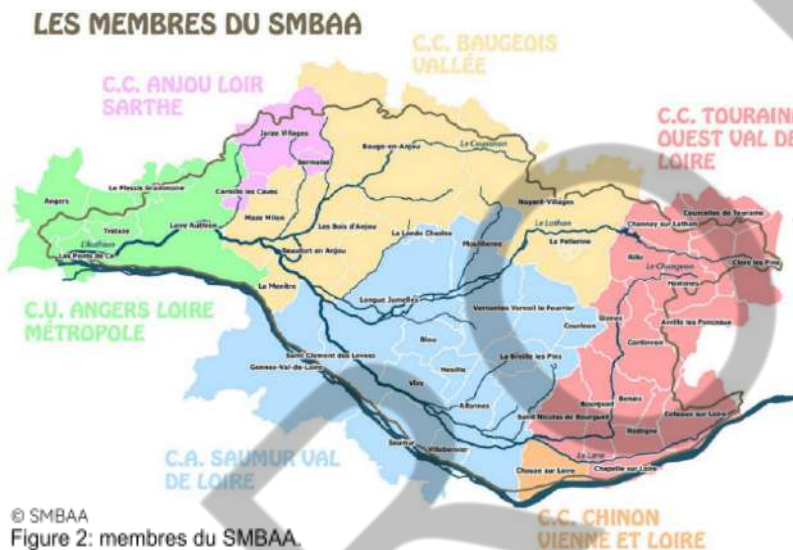 LES MEMBRES DU SMBAA
C.C. BAUGEOIS
VALLÉE
C.C. ANJOU LOIR
SARTHE
C.C. TOURAINE
OUEST VAL DE
LOIRE
Jarzé Villages
Sermaise
Baugé-en-Anjou
Le Couasnon
Corzé les Caves
Angers
Le Plessis Grammoire
Trélazé
Loire Authion
L'Authion
Les Ponts de Cé
Mazé Milon
Les Bois d'Anjou
Beaufort en Anjou
La Ménitré
La Lande Chasles
Mouliherne
Noyant-Villages
Le Lathan
La Pellerine
Channay sur Lathan
Courcelles de Touraine
Rillé
Le Changeon
Cléré les Pins
Hommes
Avrillé les Ponceaux
Gizeux
Continvoir
C.U. ANGERS LOIRE
MÉTROPOLE
Longué Jumelles
Vernantes
Vernoil le Fourrier
Courléon
Saint Clément des Levées
Gennes-Val-de-Loire
Blou
Neuillé
La Breille les Pins
Vivy
Allonnes
Bourgueil
Benais
Saint Nicolas de Bourgueil
Restigné
Coteaux sur Loire
Saumur
Villebernier
Le Lane
Chouzé sur Loire
Chapelle sur Loire
C.A. SAUMUR VAL
DE LOIRE
C.C. CHINON
VIENNE ET LOIRE
© SMBAA
Figure 2: membres du SMBAA.